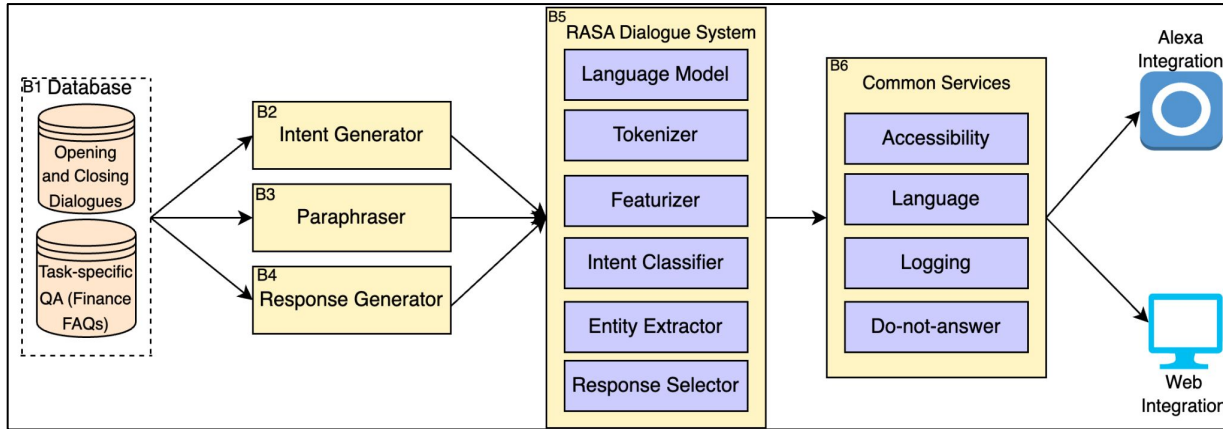 B1 Database
Opening
and Closing
Dialogues
Task-specific
QA (Finance
FAQs)
B2
Intent Generator
B3
Paraphraser
B4
Response Generator
B5
RASA Dialogue System
Language Model
Tokenizer
Featurizer
Intent Classifier
Entity Extractor
Response Selector
B6
Common Services
Accessibility
Language
Logging
Do-not-answer
Alexa
Integration
Web
Integration